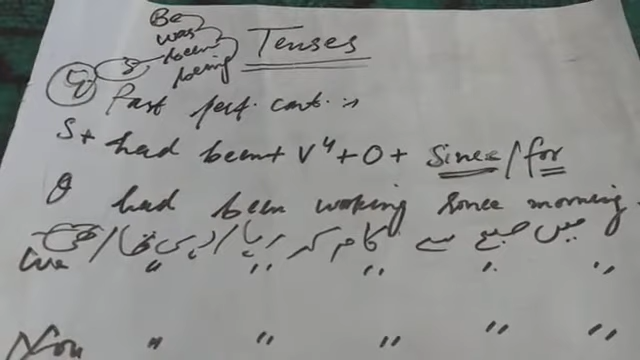 Be
was
been
being
Tenses
Past perf. cont.
S + had been + V⁴ + O + Since / for
I had been working Since morning.
میں صبح سے کام کر رہا / رہی تھا /
We " " " " "
You " " " " "